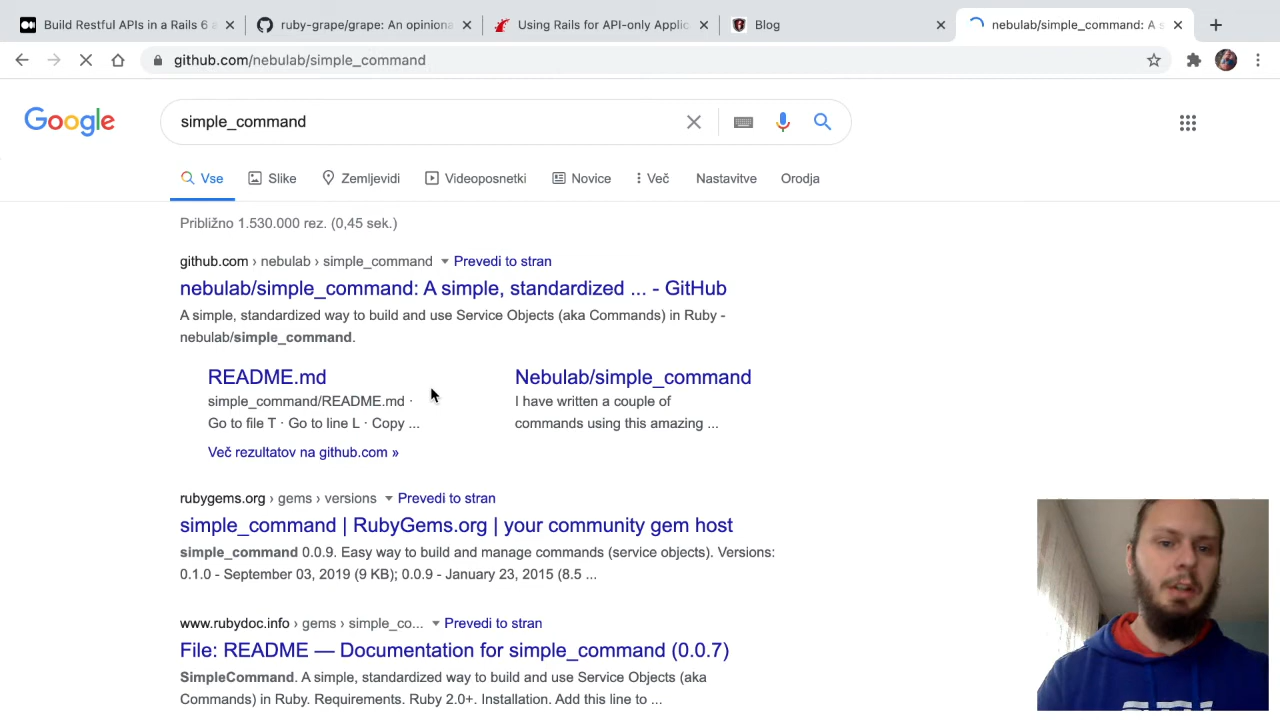 Build Restful APIs in a Rails 6 a
ruby-grape/grape: An opiniona
Using Rails for API-only Applic
Blog
nebulab/simple_command: A s
github.com/nebulab/simple_command
Google
simple_command
Vse
Slike
Zemljevidi
Videoposnetki
Novice
Več
Nastavitve
Orodja
Približno 1.530.000 rez. (0,45 sek.)
github.com › nebulab › simple_command
Prevedi to stran
nebulab/simple_command: A simple, standardized ... - GitHub
A simple, standardized way to build and use Service Objects (aka Commands) in Ruby -
nebulab/simple_command.
README.md
simple_command/README.md ·
Go to file T · Go to line L · Copy ...
Nebulab/simple_command
I have written a couple of
commands using this amazing ...
Več rezultatov na github.com »
rubygems.org › gems › versions
Prevedi to stran
simple_command | RubyGems.org | your community gem host
simple_command 0.0.9. Easy way to build and manage commands (service objects). Versions:
0.1.0 - September 03, 2019 (9 KB); 0.0.9 - January 23, 2015 (8.5 ...
www.rubydoc.info › gems › simple_co...
Prevedi to stran
File: README — Documentation for simple_command (0.0.7)
SimpleCommand. A simple, standardized way to build and use Service Objects (aka
Commands) in Ruby. Requirements. Ruby 2.0+. Installation. Add this line to ...